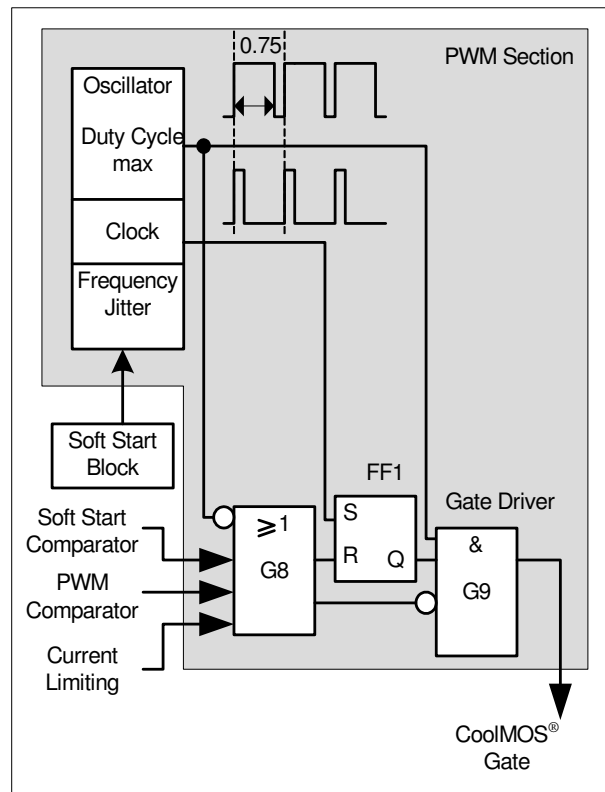 0.75
PWM Section
Oscillator
Duty Cycle
max
Clock
Frequency
Jitter
Soft Start
Block
FF1
Gate Driver
Soft Start
Comparator
PWM
Comparator
Current
Limiting
≥1
G8
S
R
Q
&
G9
CoolMOS®
Gate